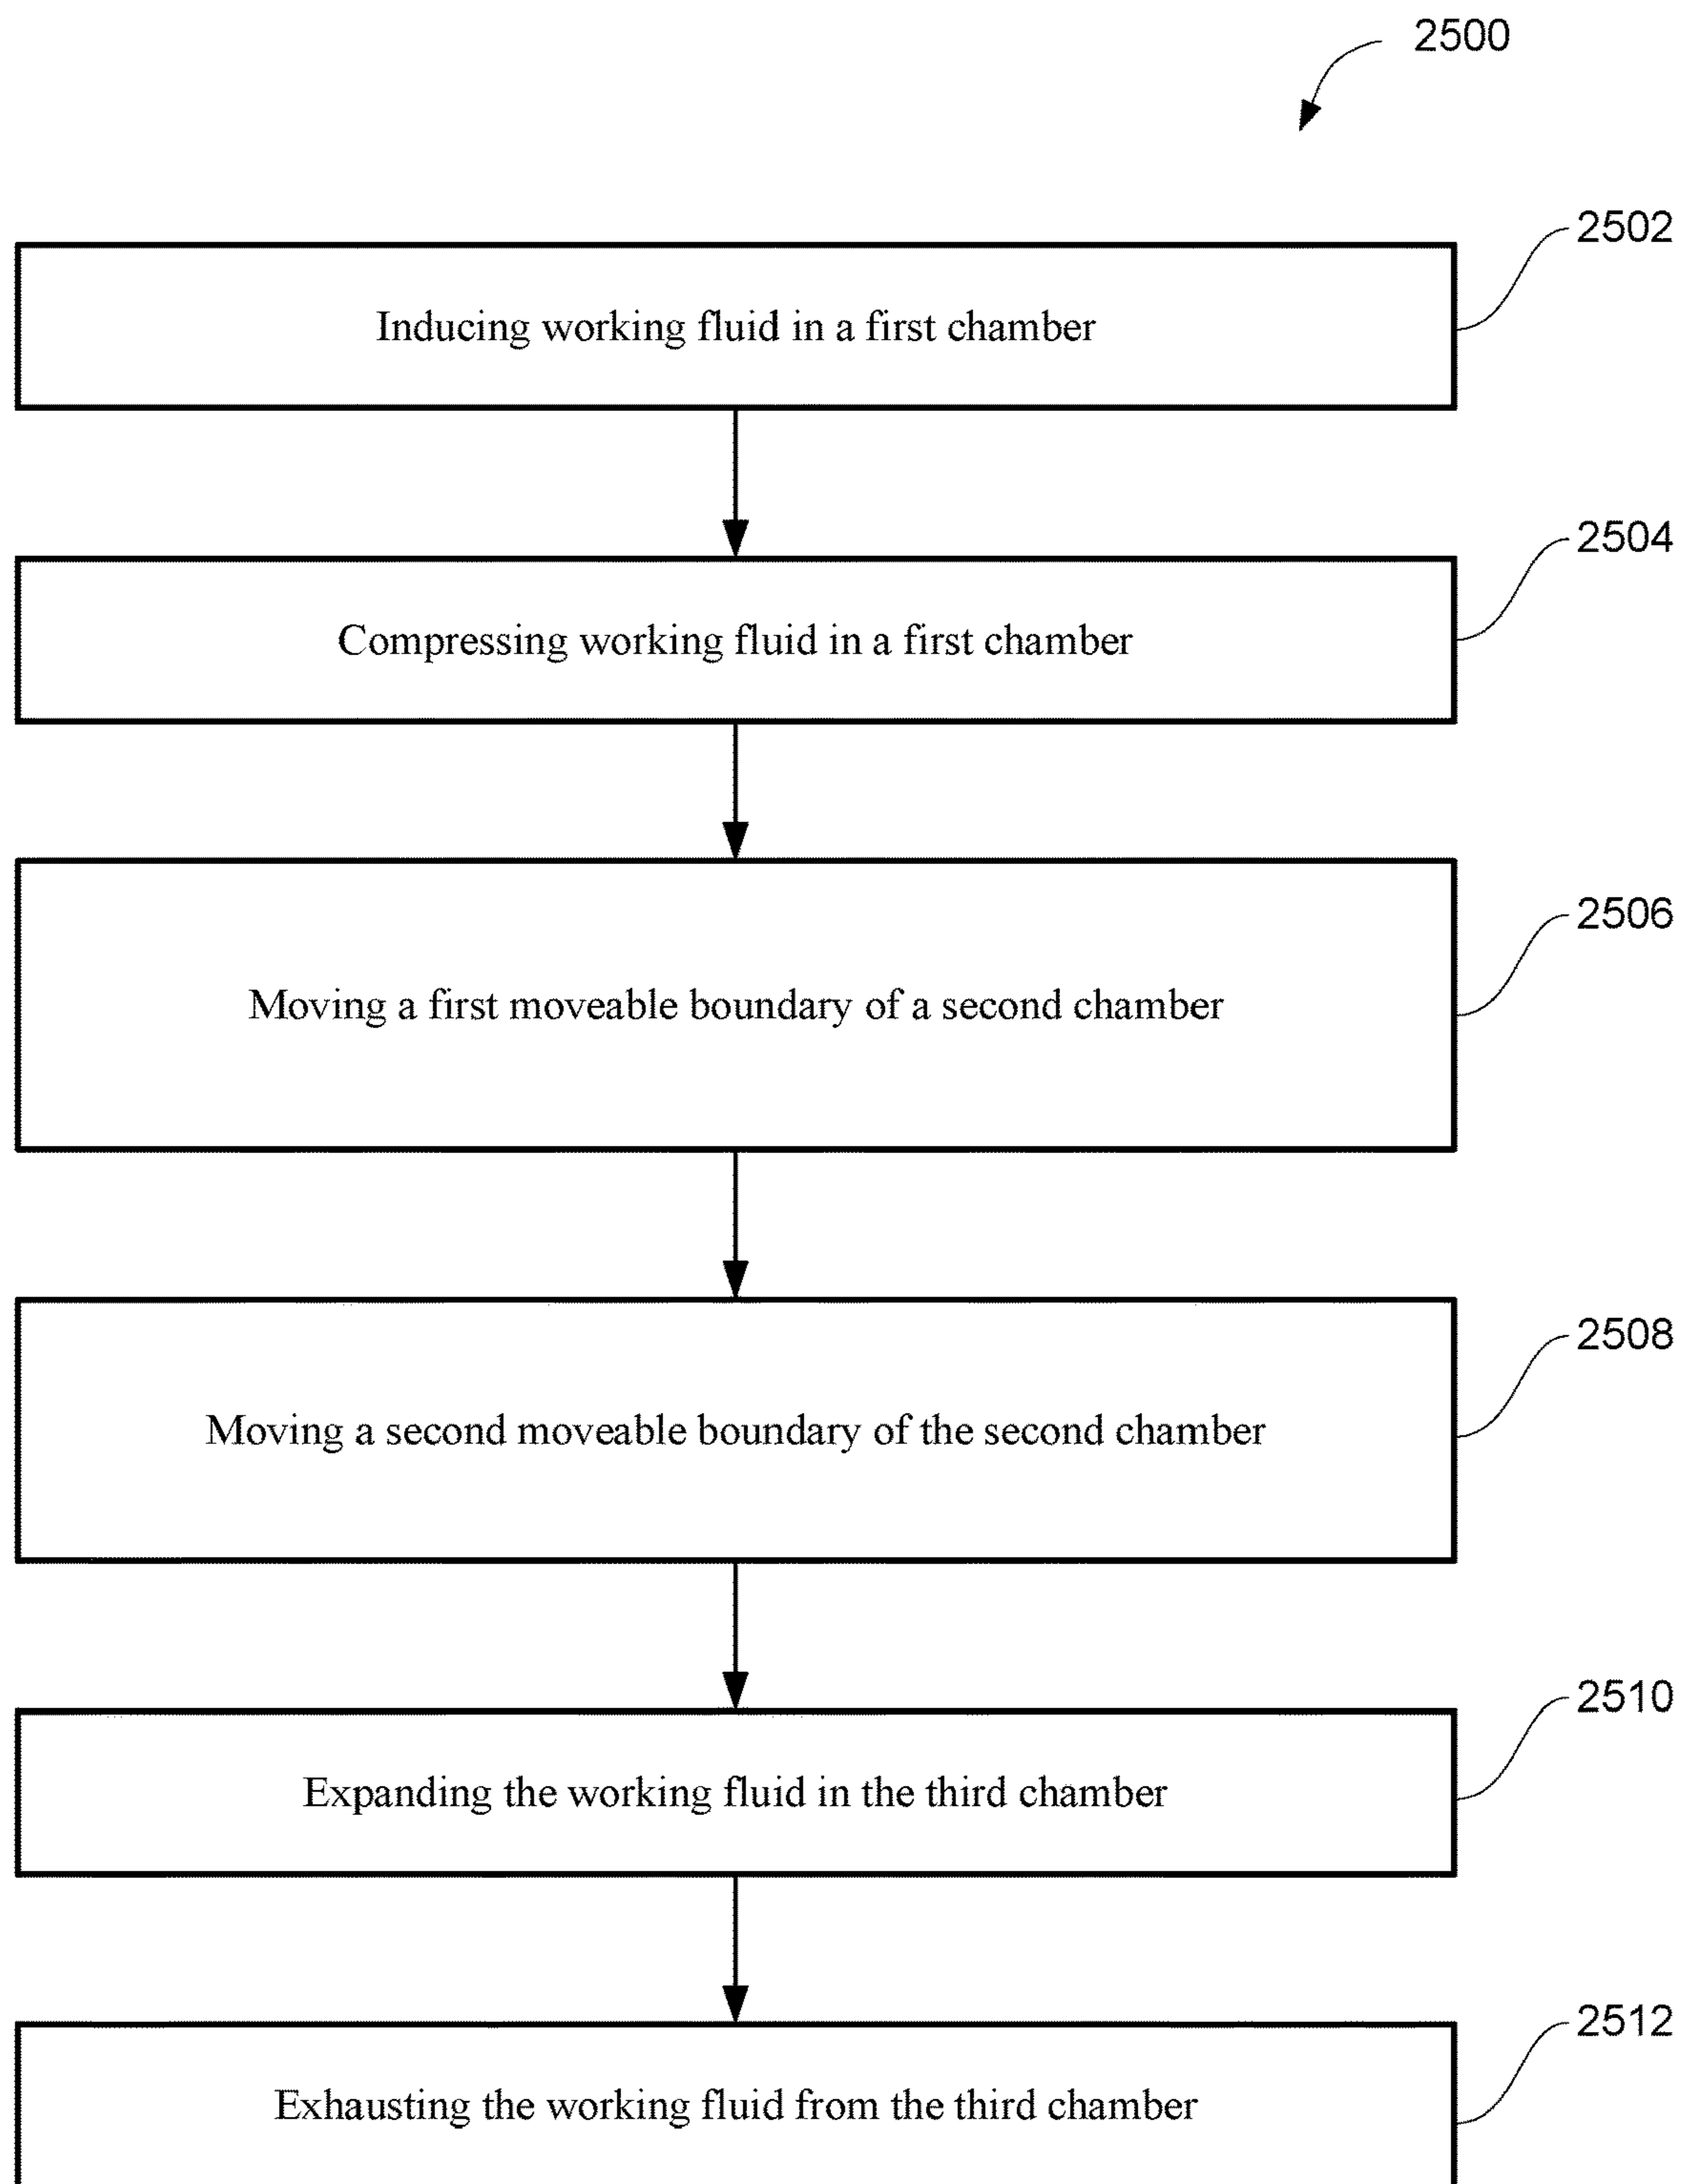 2500
2502
Inducing working fluid in a first chamber
2504
Compressing working fluid in a first chamber
2506
Moving a first moveable boundary of a second chamber
2508
Moving a second moveable boundary of the second chamber
2510
Expanding the working fluid in the third chamber
2512
Exhausting the working fluid from the third chamber